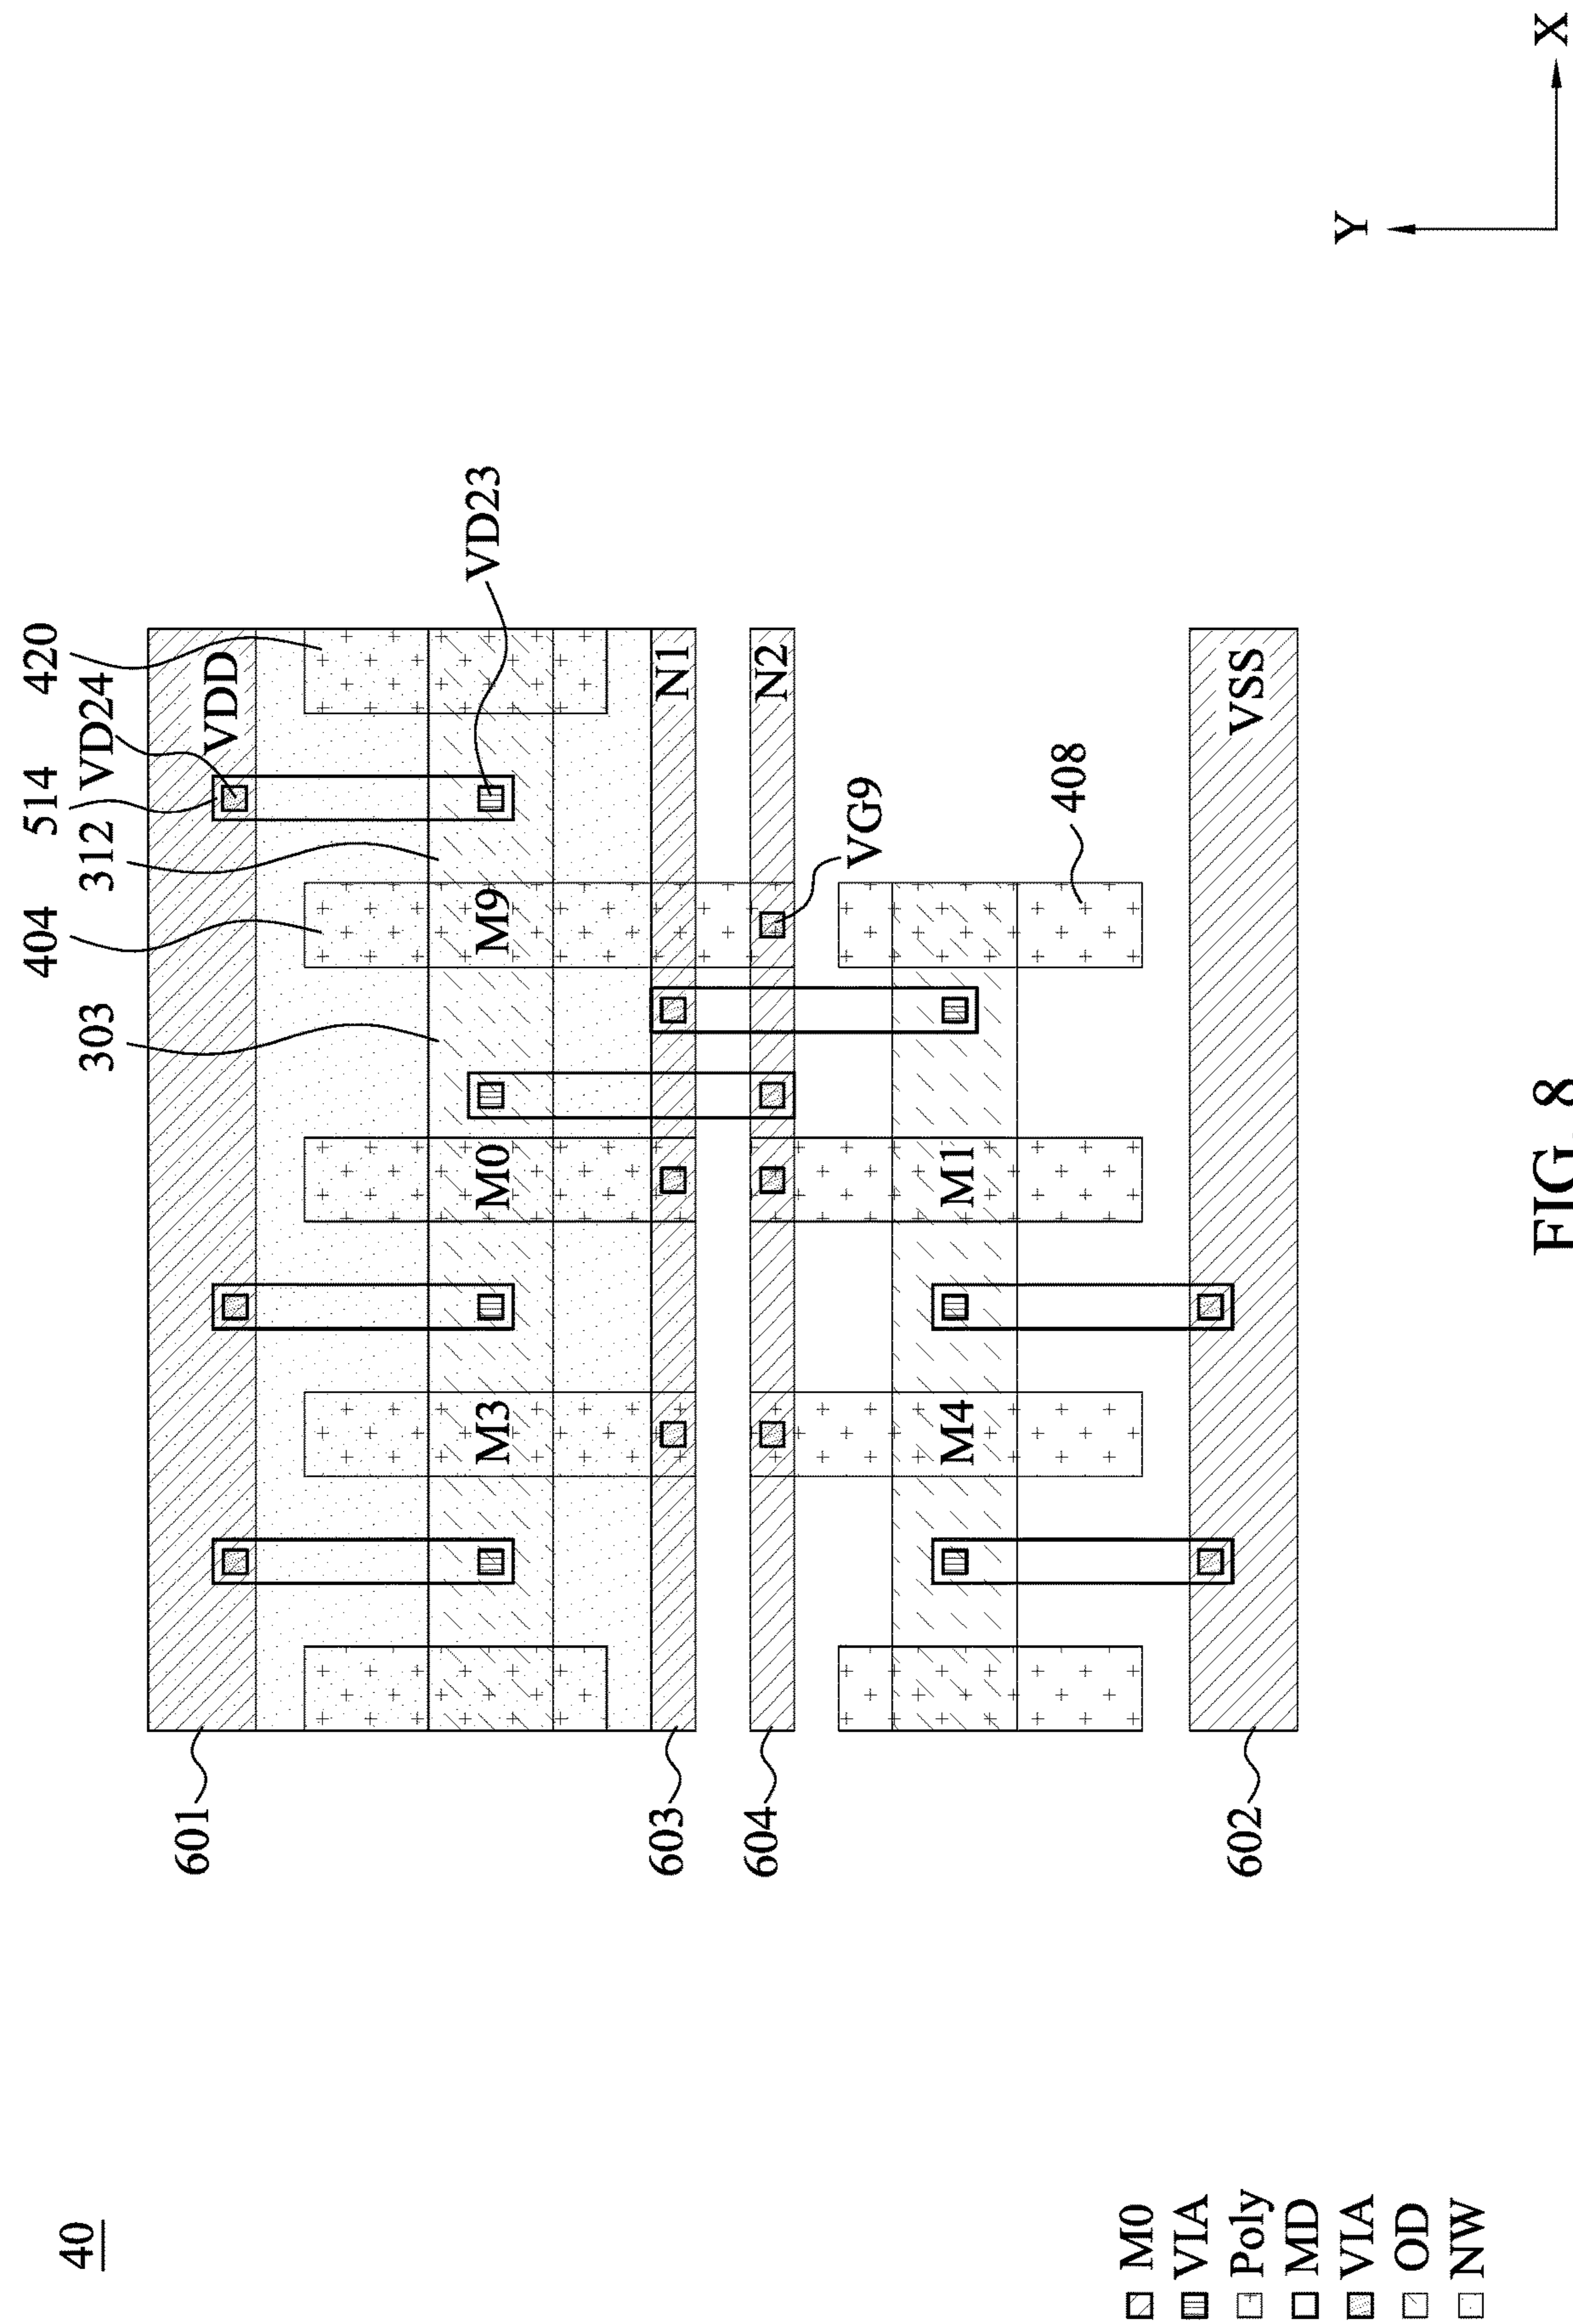 40
404
303
312
514
VD24
420
601
VDD
VD23
M3
M0
M9
603
N1
604
N2
VG9
M4
M1
408
602
VSS
M0
VIA
Poly
MD
VIA
OD
NW
Y
X
FIG. 8